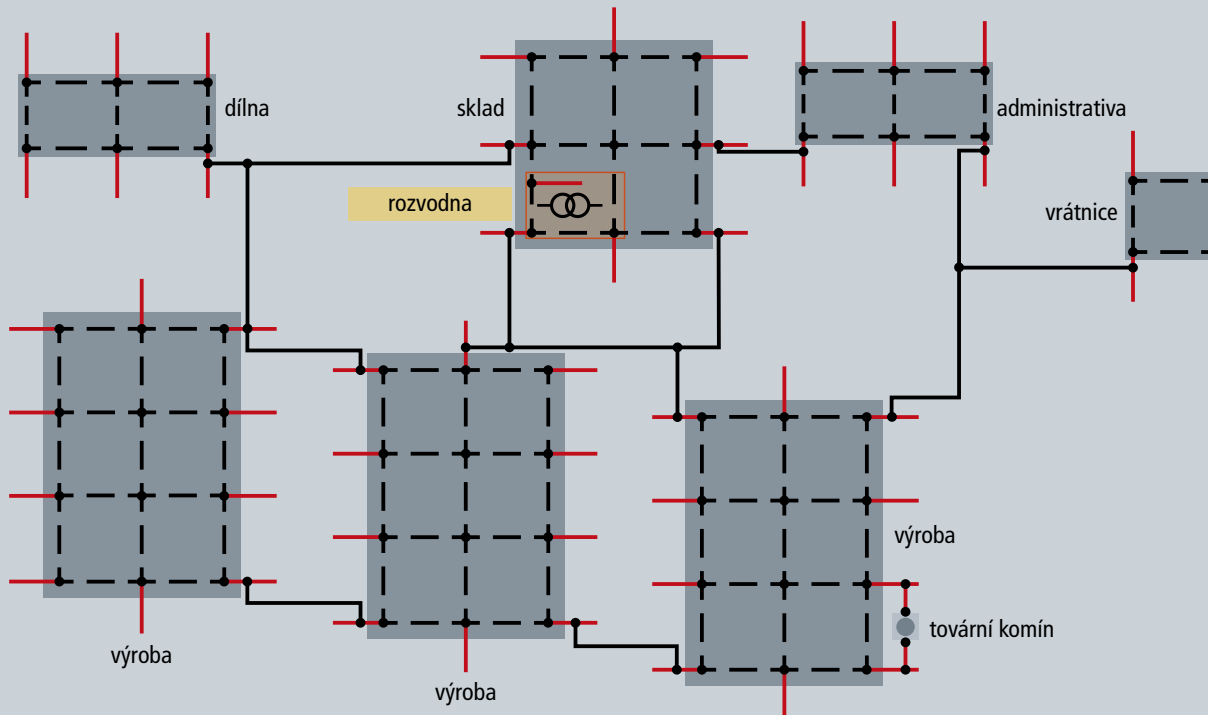 dílna
sklad
administrativa
rozvodna
vrátnice
výroba
tovární komín
výroba
výroba